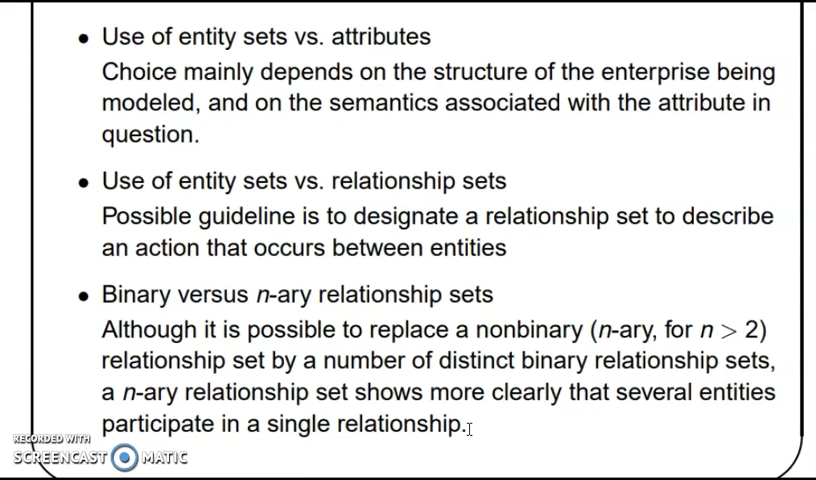 • Use of entity sets vs. attributes
Choice mainly depends on the structure of the enterprise being
modeled, and on the semantics associated with the attribute in
question.
• Use of entity sets vs. relationship sets
Possible guideline is to designate a relationship set to describe
an action that occurs between entities
• Binary versus n-ary relationship sets
Although it is possible to replace a nonbinary (n-ary, for n > 2)
relationship set by a number of distinct binary relationship sets,
a n-ary relationship set shows more clearly that several entities
participate in a single relationship.
RECORDED WITH
SCREENCAST MATIC